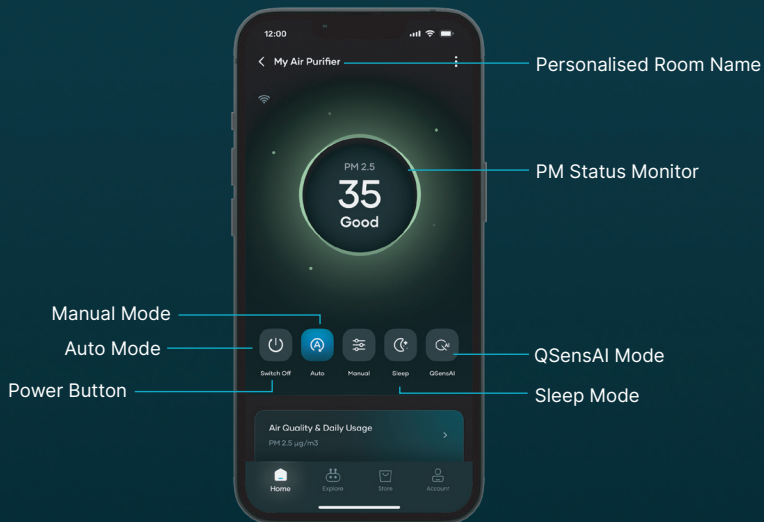 12:00
My Air Purifier
Personalised Room Name
PM 2.5
35
Good
PM Status Monitor
Manual Mode
Auto Mode
Power Button
QSensAI Mode
Sleep Mode
Switch Off
Auto
Manual
Sleep
QSensAI
Air Quality & Daily Usage
PM 2.5 µg/m3
Home
Explore
Store
Account